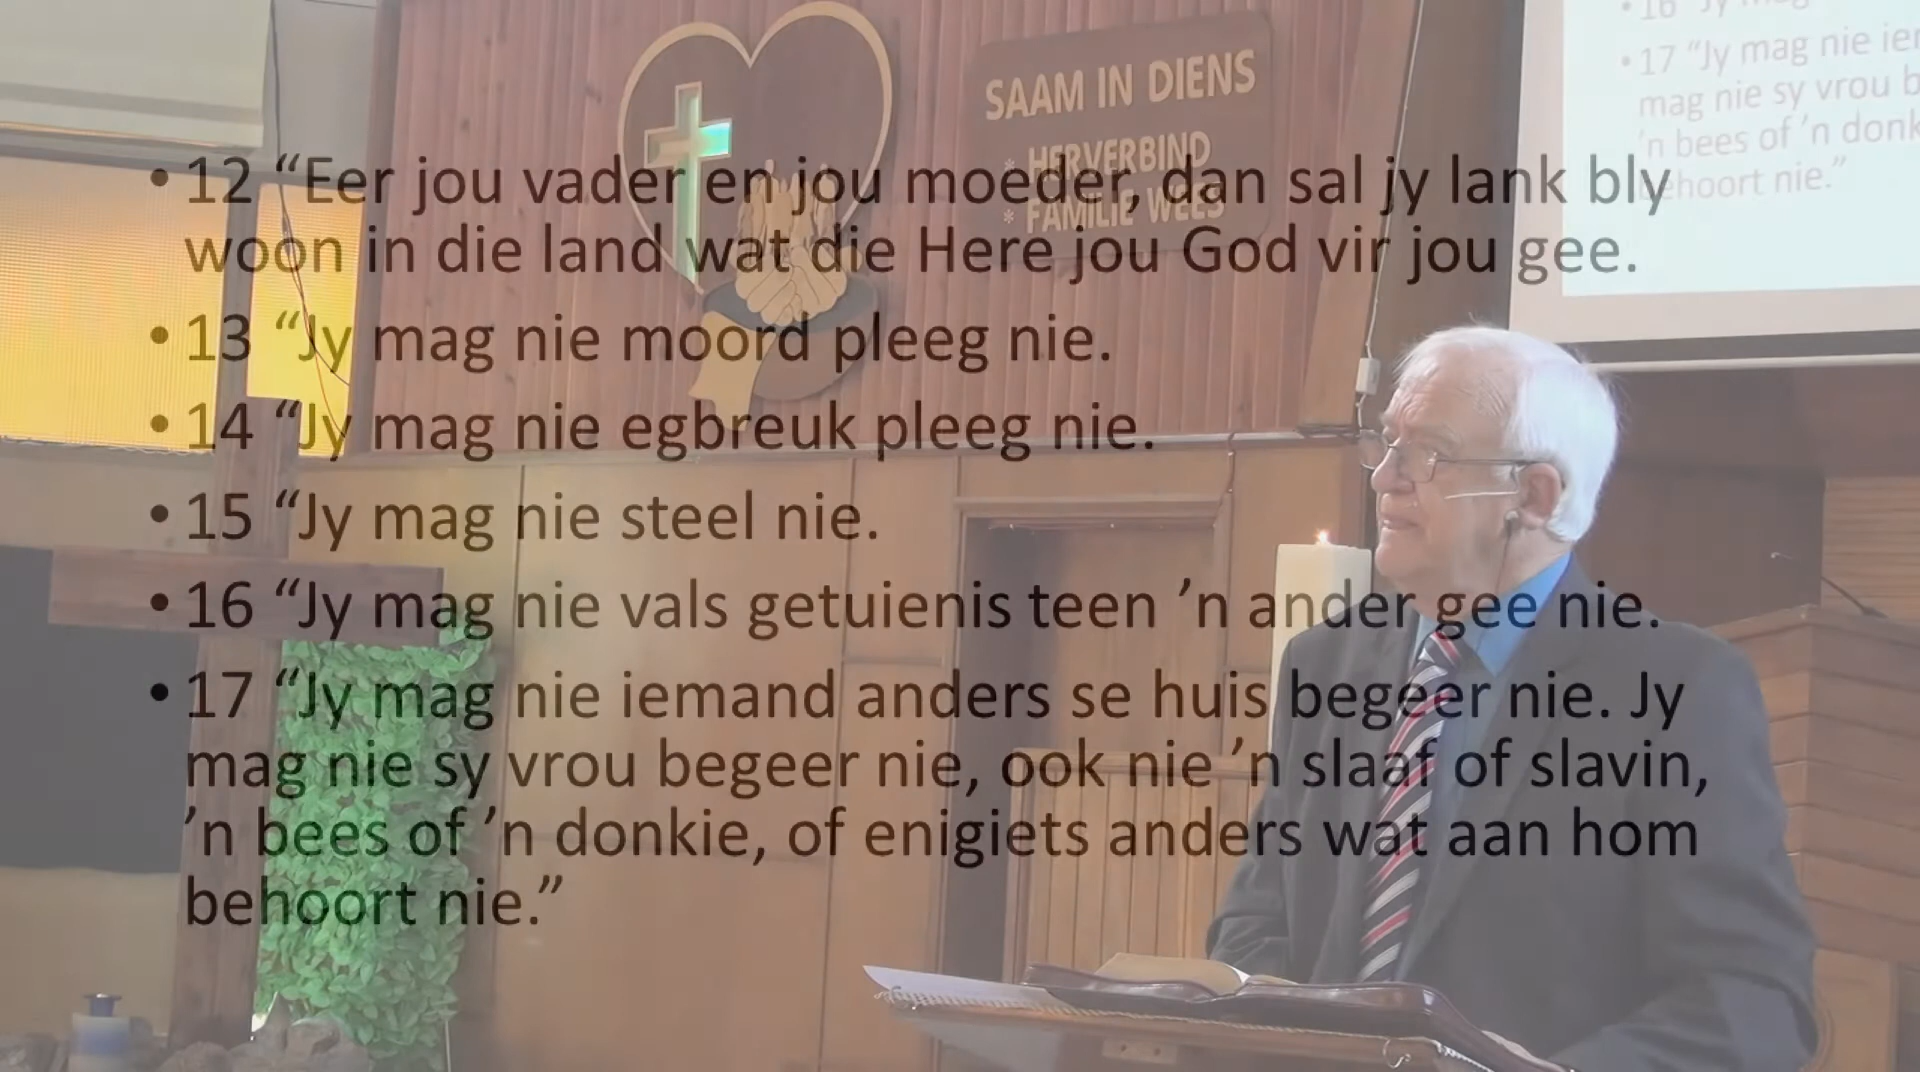 SAAM IN DIENS
* HERVERBIND
* FAMILIE WEES
• 12 “Eer jou vader en jou moeder, dan sal jy lank bly
woon in die land wat die Here jou God vir jou gee.
• 13 “Jy mag nie moord pleeg nie.
• 14 “Jy mag nie egbreuk pleeg nie.
• 15 “Jy mag nie steel nie.
• 16 “Jy mag nie vals getuienis teen ’n ander gee nie.
• 17 “Jy mag nie iemand anders se huis begeer nie. Jy
mag nie sy vrou begeer nie, ook nie ’n slaaf of slavin,
’n bees of ’n donkie, of enigiets anders wat aan hom
behoort nie.”
• 17 “Jy mag nie
mag nie sy vrou
’n bees of ’n
behoort nie.”